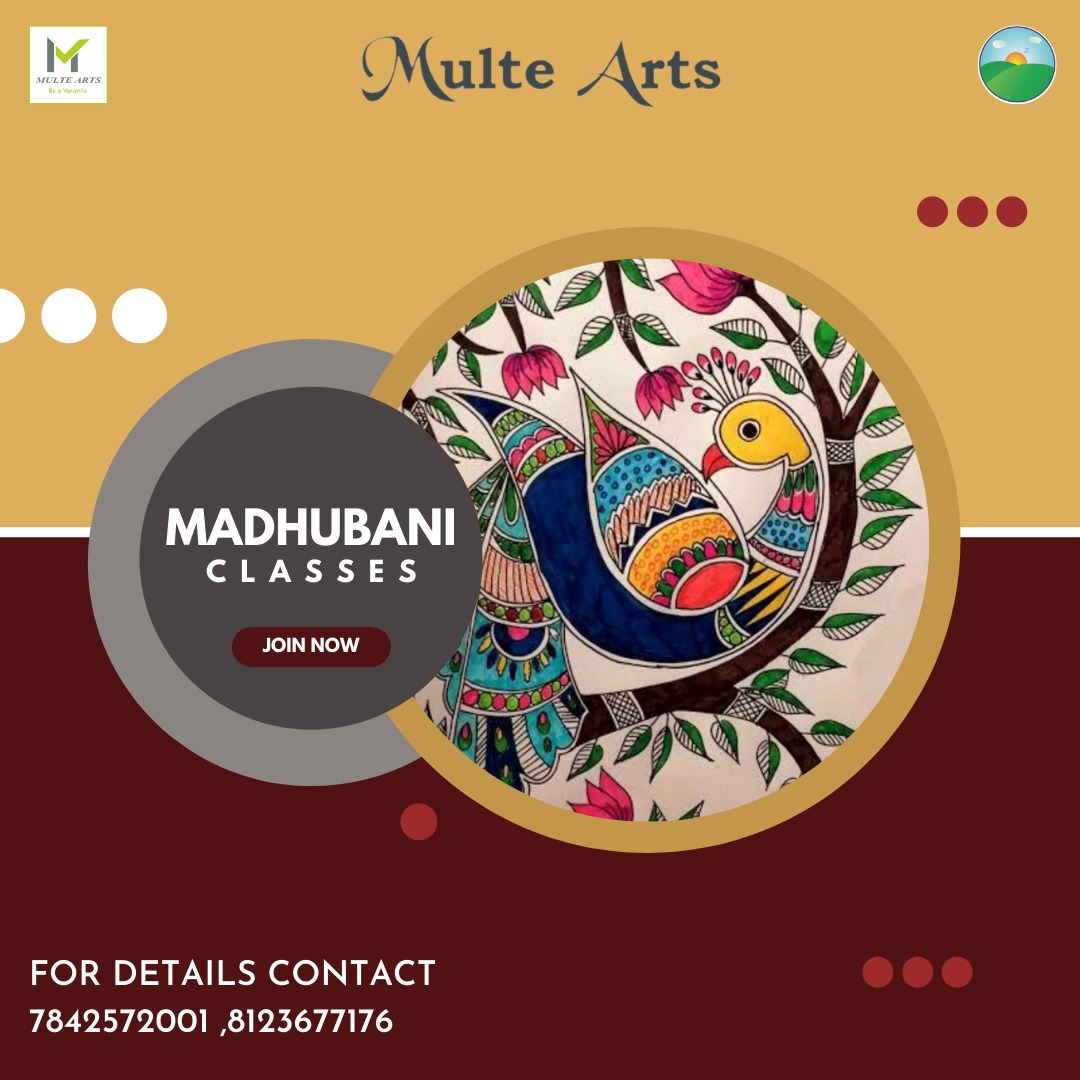 MULTE ARTS
Be a Versatile
Multe Arts
MADHUBANI
CLASSES
JOIN NOW
FOR DETAILS CONTACT
7842572001 ,8123677176